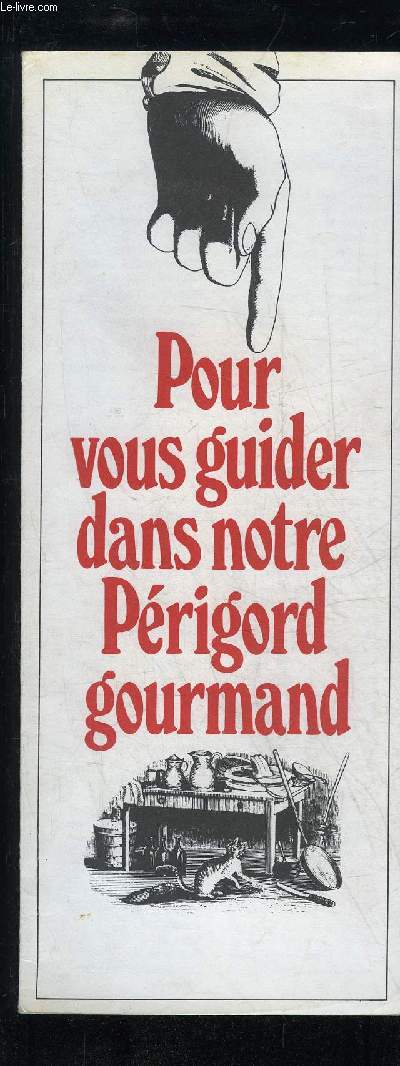 Le-livre.com
Pour
vous guider
dans notre
Périgord
gourmand